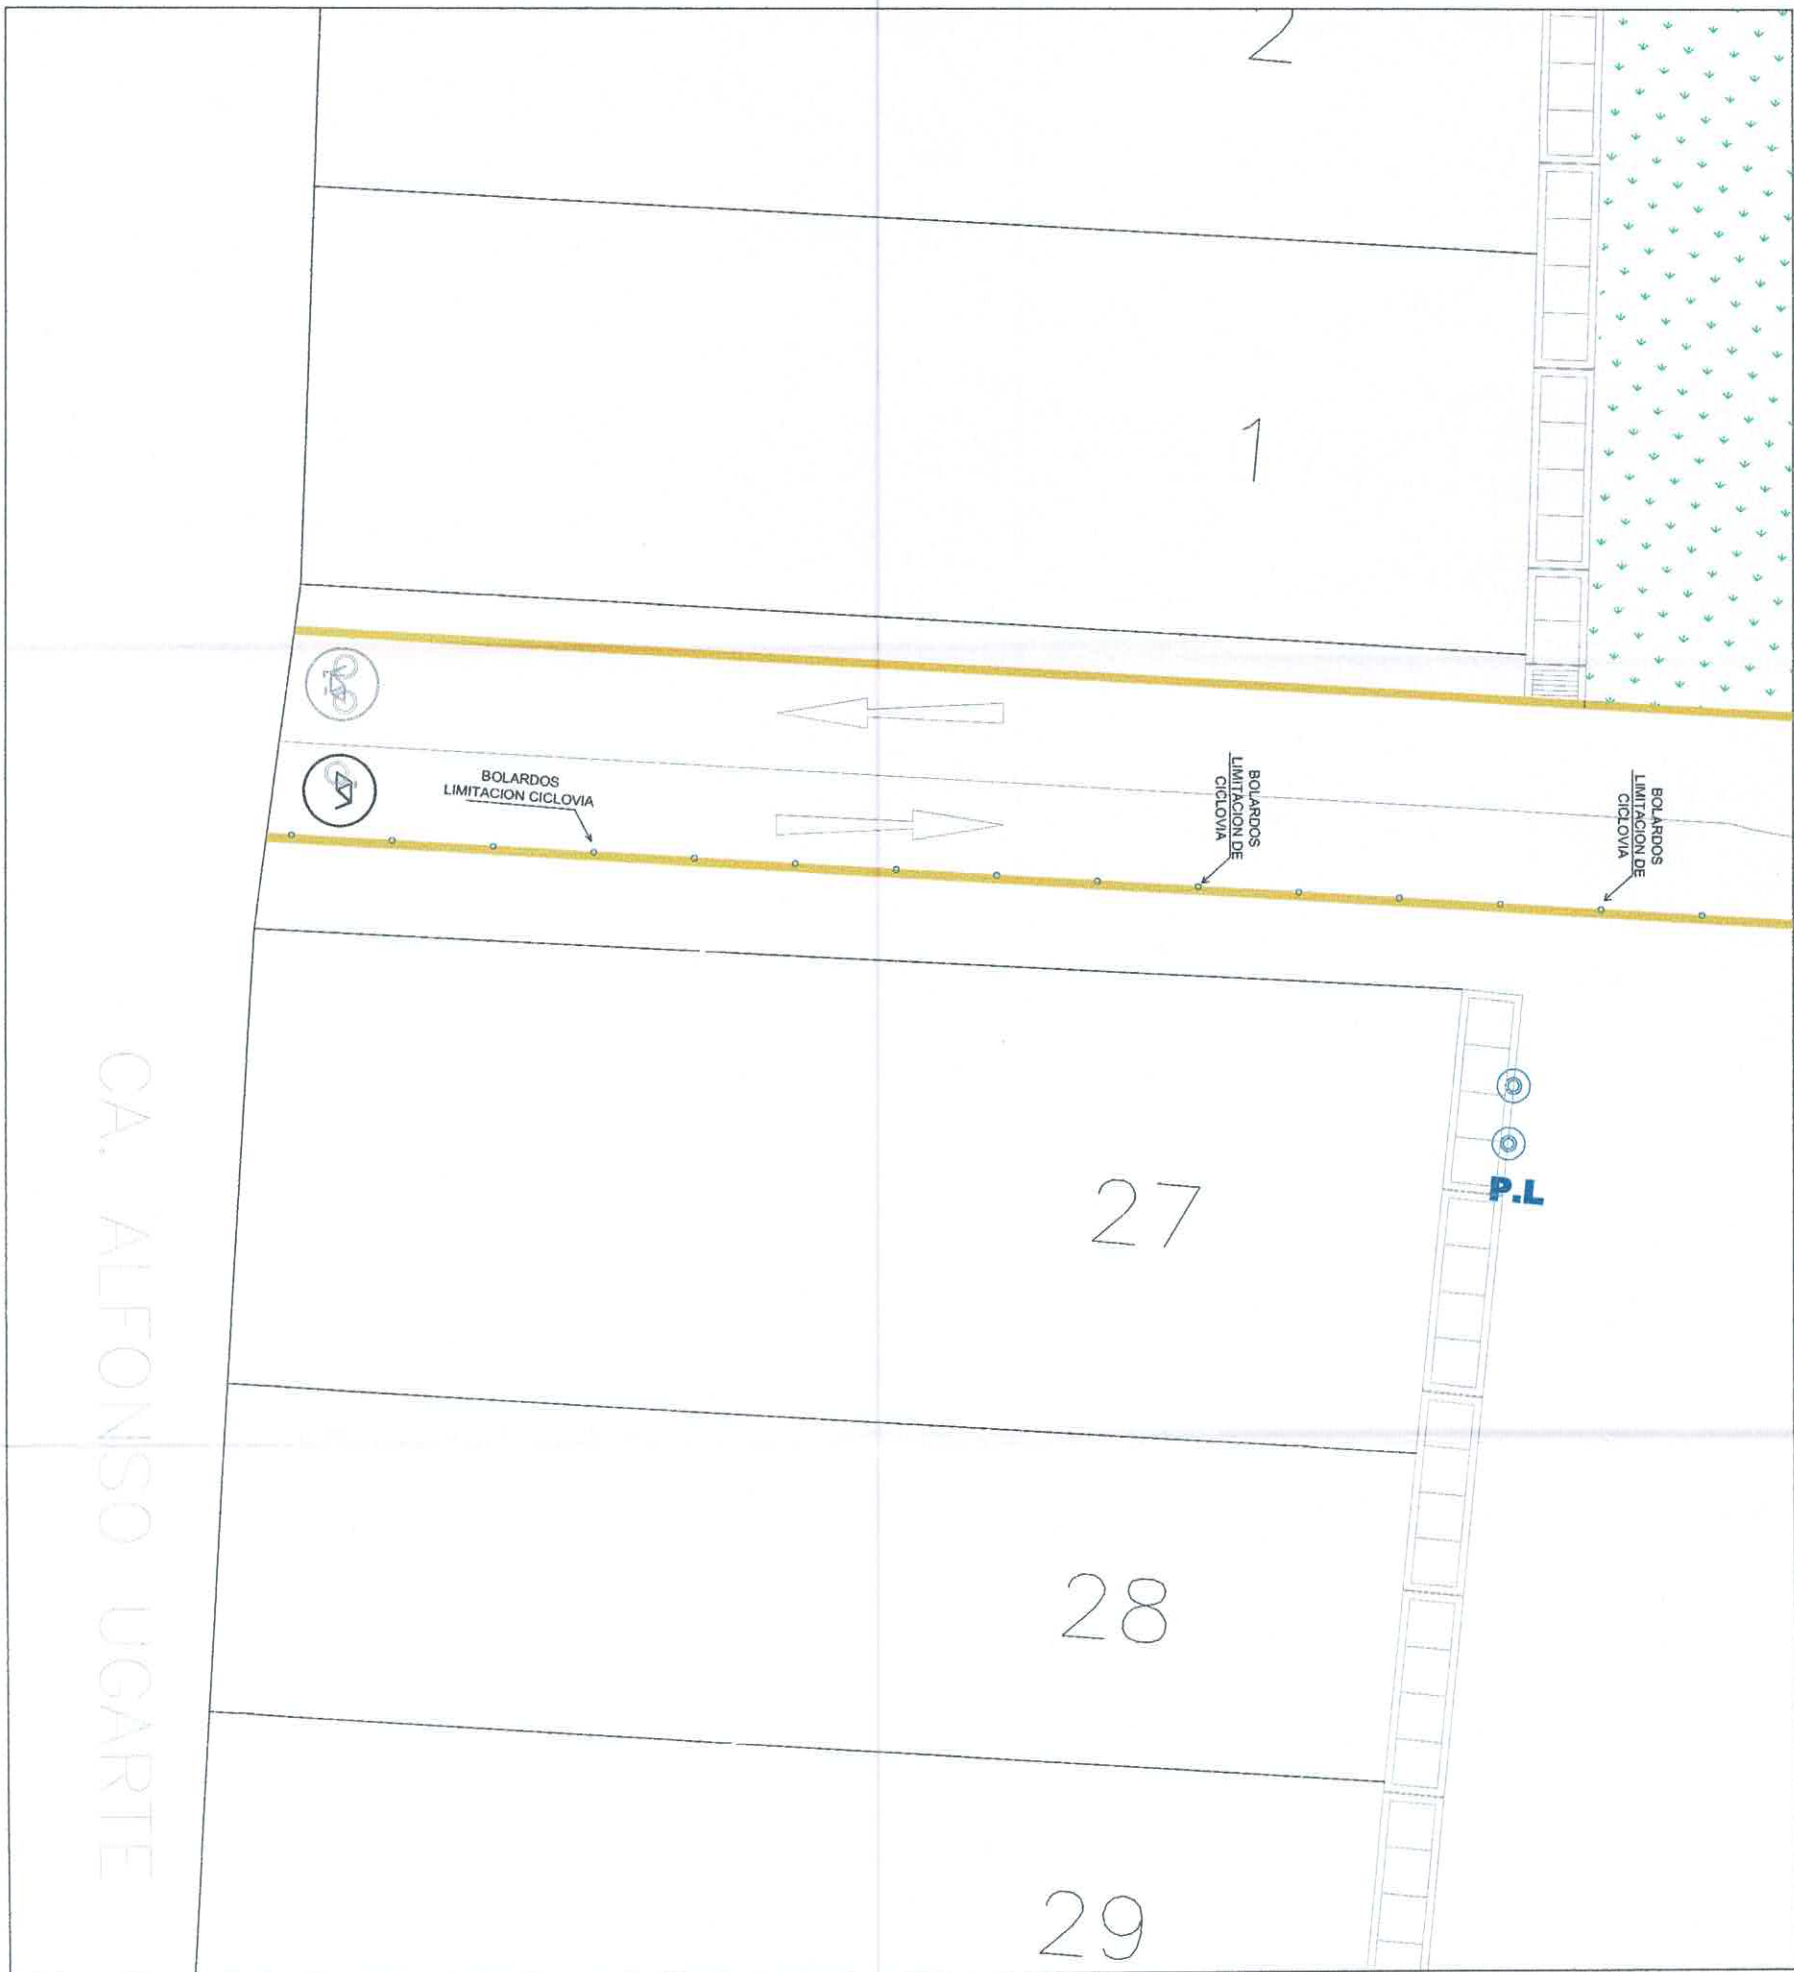 2
1
BOLARDOS
LIMITACION CICLOVIA
BOLARDOS
LIMITACION DE
CICLOVIA
BOLARDOS
LIMITACION DE
CICLOVIA
P.L
27
28
29
CA. ALFONSO UGARTE